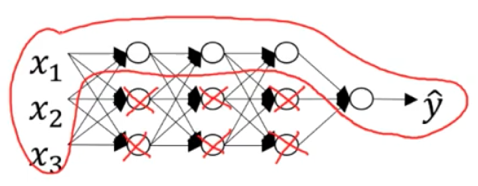 x₁
x₂
ŷ
x₃